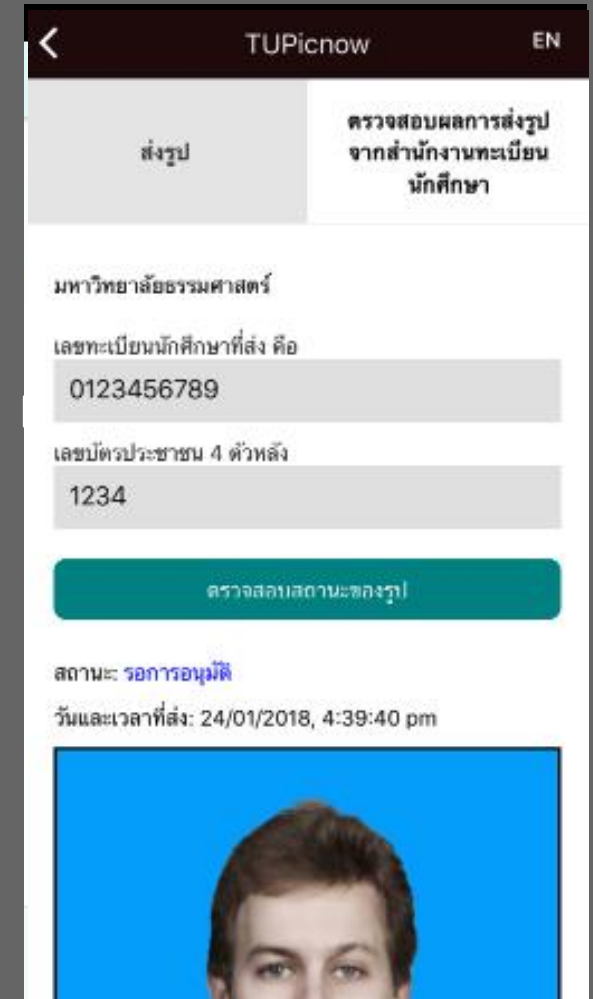 TUPicnow
EN
ส่งรูป
ตรวจสอบผลการส่งรูป
จากสำนักงานทะเบียน
นักศึกษา
มหาวิทยาลัยธรรมศาสตร์
เลขทะเบียนนักศึกษาที่ส่ง คือ
0123456789
เลขบัตรประชาชน 4 ตัวหลัง
1234
ตรวจสอบสถานะของรูป
สถานะ: รอการอนุมัติ
วันและเวลาที่ส่ง: 24/01/2018, 4:39:40 pm